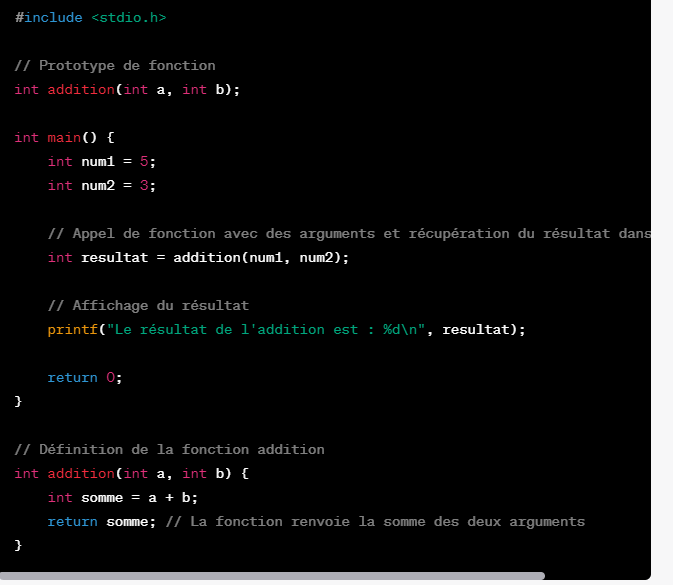 #include <stdio.h>
// Prototype de fonction
int addition(int a, int b);
int main() {
    int num1 = 5;
    int num2 = 3;
    // Appel de fonction avec des arguments et récupération du résultat dans
    int resultat = addition(num1, num2);
    // Affichage du résultat
    printf("Le résultat de l'addition est : %d\n", resultat);
    return 0;
}
// Définition de la fonction addition
int addition(int a, int b) {
    int somme = a + b;
    return somme; // La fonction renvoie la somme des deux arguments
}